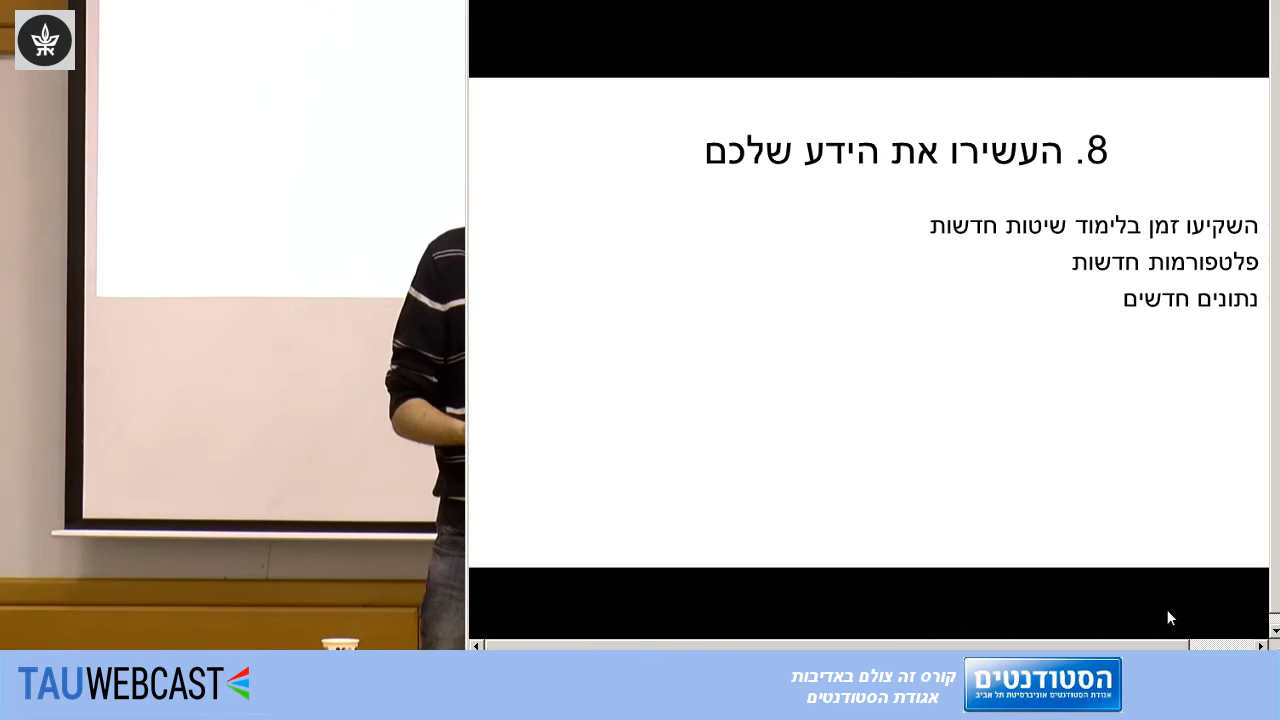 את
8. העשירו את הידע שלכם
השקיעו זמן בלימוד שיטות חדשות
פלטפורמות חדשות
נתונים חדשים
TAUWEBCAST
קורס זה צולם באדיבות
אגודת הסטודנטים
הסטודנטים
אגודת הסטודנטים אוניברסיטת תל אביב